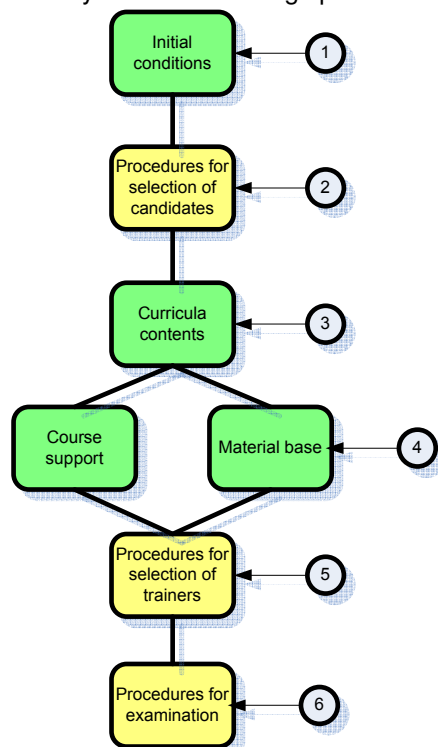 Initial
conditions
1
Procedures for
selection of
candidates
2
Curricula
contents
3
Course
support
Material base
4
Procedures for
selection of
trainers
5
Procedures for
examination
6